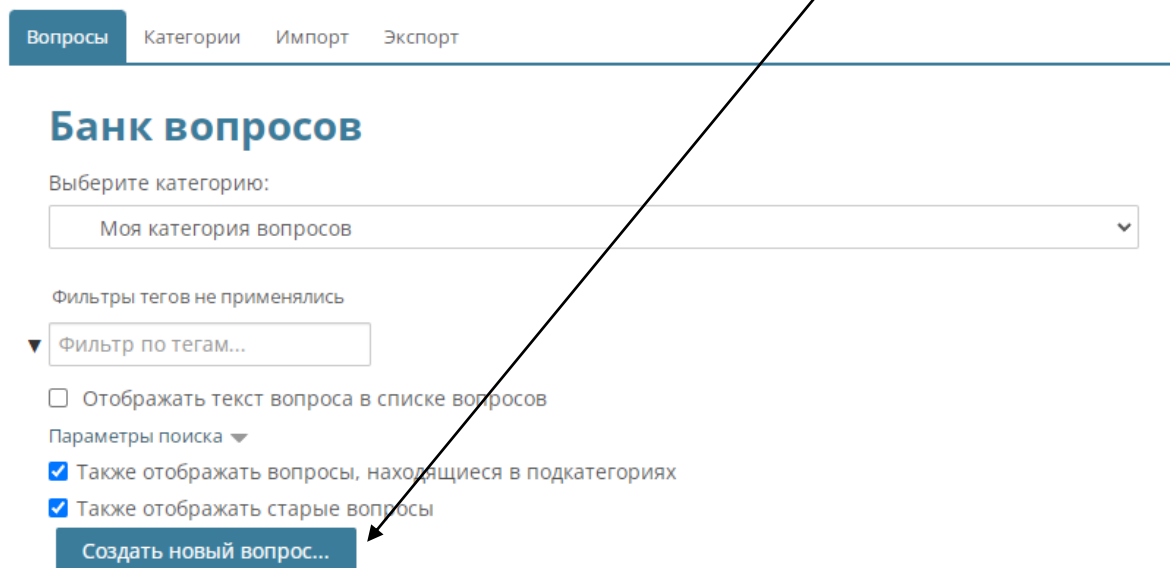 Вопросы Категории Импорт Экспорт
Банк вопросов
Выберите категорию:
Моя категория вопросов
Фильтры тегов не применялись
Фильтр по тегам...
Отображать текст вопроса в списке вопросов
Параметры поиска
Также отображать вопросы, находящиеся в подкатегориях
Также отображать старые вопросы
Создать новый вопрос...